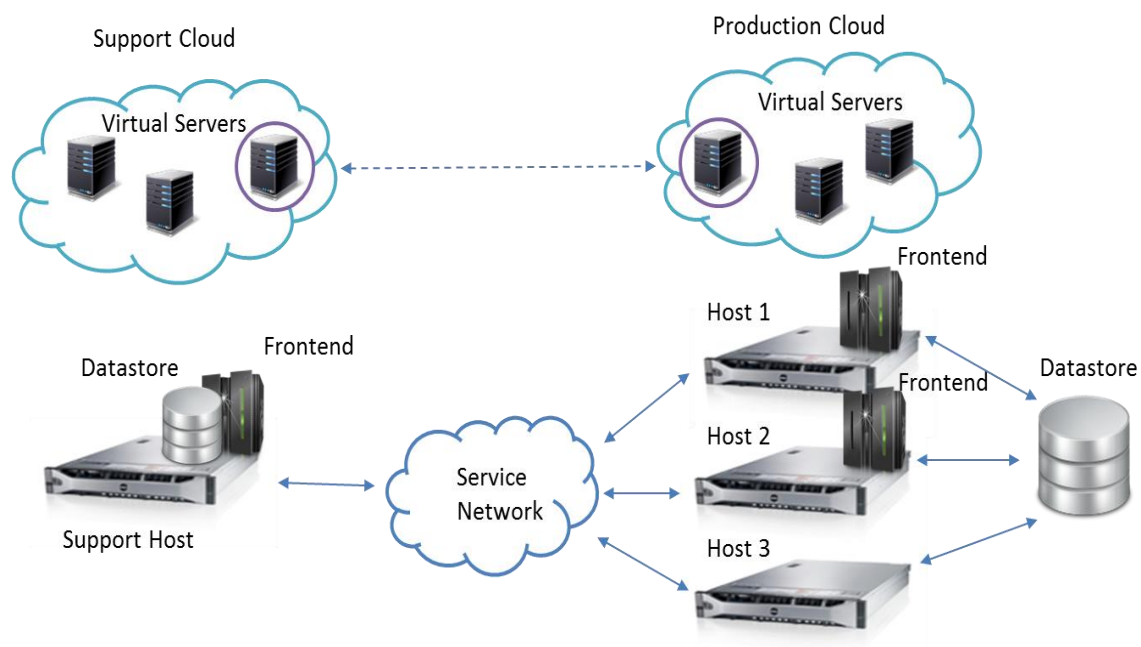 Support Cloud
Production Cloud
Virtual Servers
Virtual Servers
Frontend
Host 1
Frontend
Datastore
Datastore
Frontend
Host 2
Service
Network
Support Host
Host 3